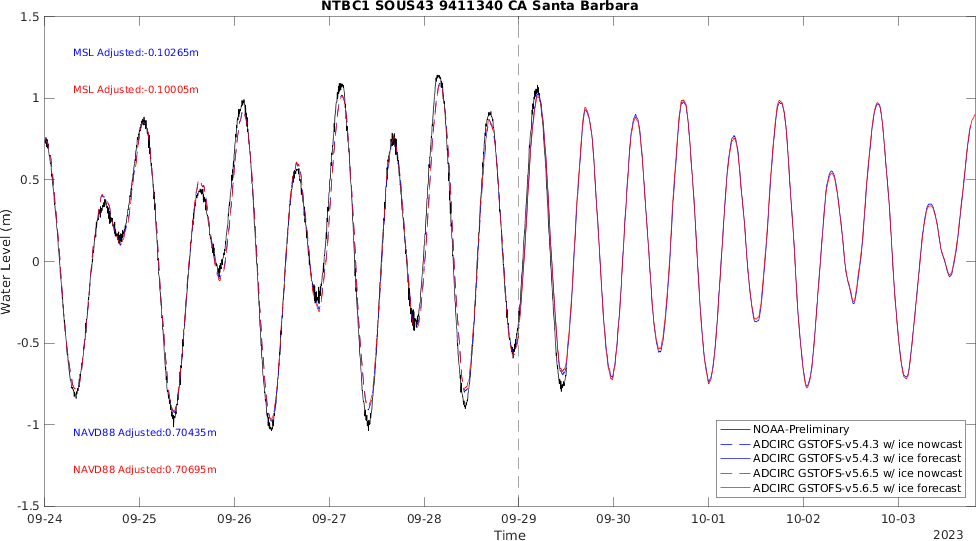 NTBC1 SOUS43 9411340 CA Santa Barbara
1.5
MSL Adjusted:-0.10265m
MSL Adjusted:-0.10005m
1
0.5
0
-0.5
-1
-1.5
Water Level (m)
NAVD88 Adjusted:0.70435m
NAVD88 Adjusted:0.70695m
NOAA-Preliminary
ADCIRC GSTOFS-v5.4.3 w/ ice nowcast
ADCIRC GSTOFS-v5.4.3 w/ ice forecast
ADCIRC GSTOFS-v5.6.5 w/ ice nowcast
ADCIRC GSTOFS-v5.6.5 w/ ice forecast
09-24 09-25 09-26 09-27 09-28 09-29 09-30 10-01 10-02 10-03
Time
2023